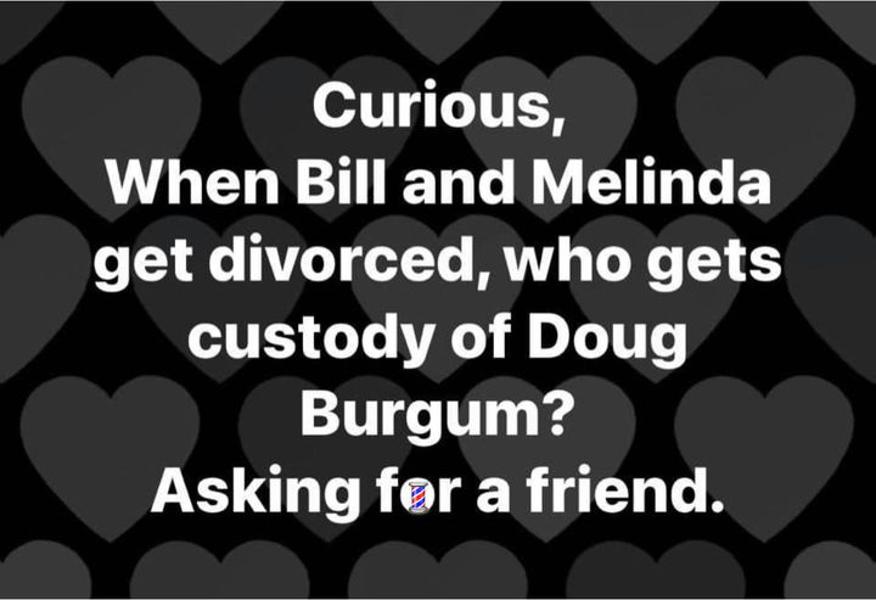 Curious,
When Bill and Melinda
get divorced, who gets
custody of Doug
Burgum?
Asking for a friend.